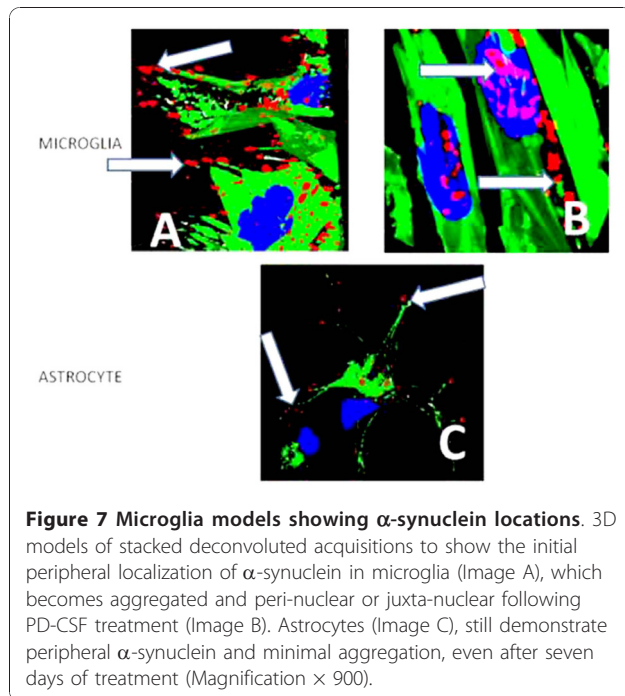 MICROGLIA
A
B
ASTROCYTE
C
Figure 7 Microglia models showing α-synuclein locations. 3D
models of stacked deconvoluted acquisitions to show the initial
peripheral localization of α-synuclein in microglia (Image A), which
becomes aggregated and peri-nuclear or juxta-nuclear following
PD-CSF treatment (Image B). Astrocytes (Image C), still demonstrate
peripheral α-synuclein and minimal aggregation, even after seven
days of treatment (Magnification × 900).